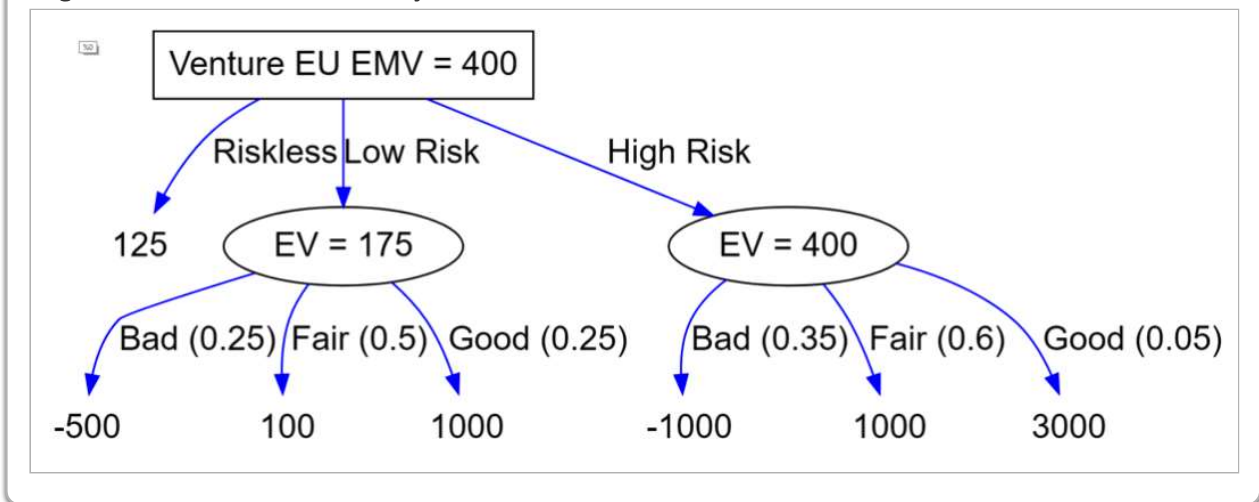 Venture EU EMV = 400
Riskless Low Risk High Risk
125 EV = 175 EV = 400
Bad (0.25) Fair (0.5) Good (0.25) Bad (0.35) Fair (0.6) Good (0.05)
-500 100 1000 -1000 1000 3000